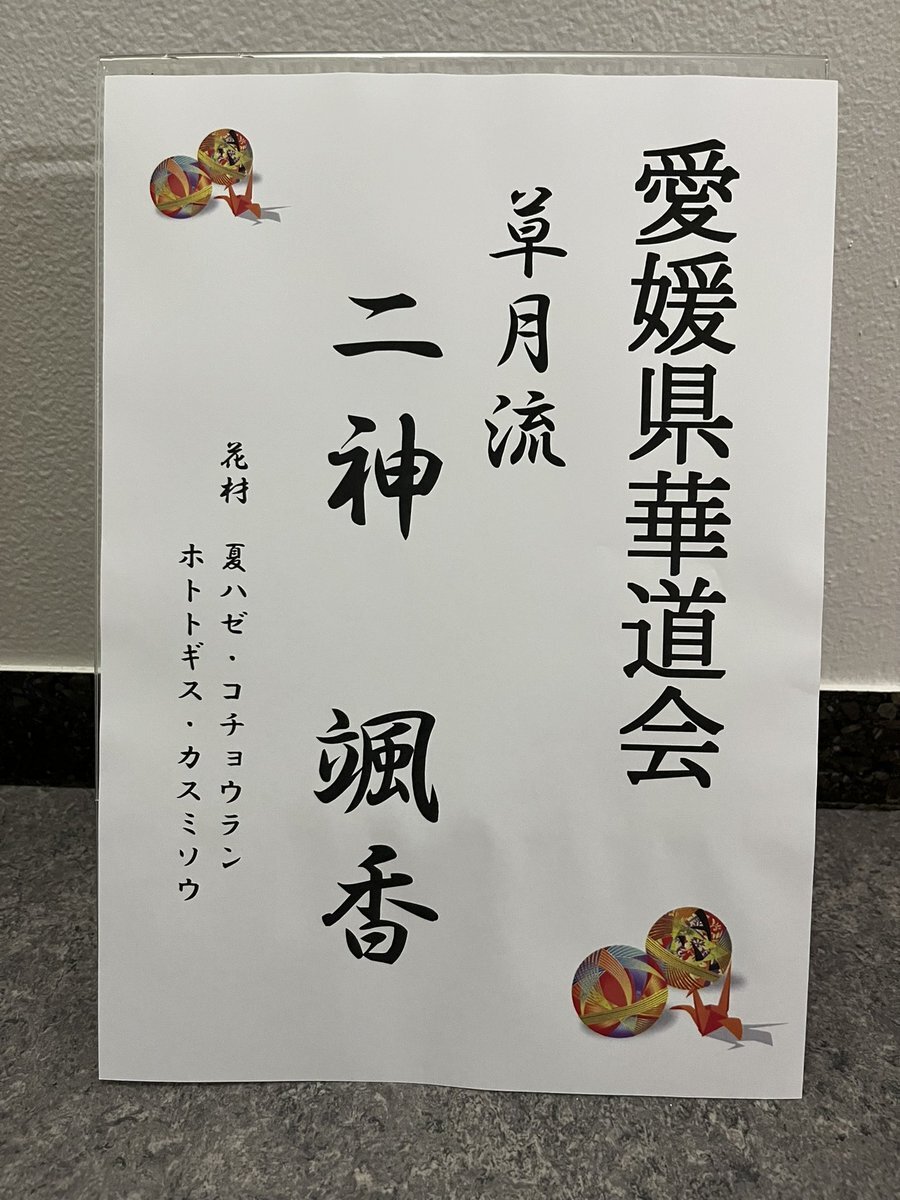 愛媛県華道会
草月流
二神 颯香
花材 夏ハゼ・コチョウラン
ホトトギス・カスミソウ